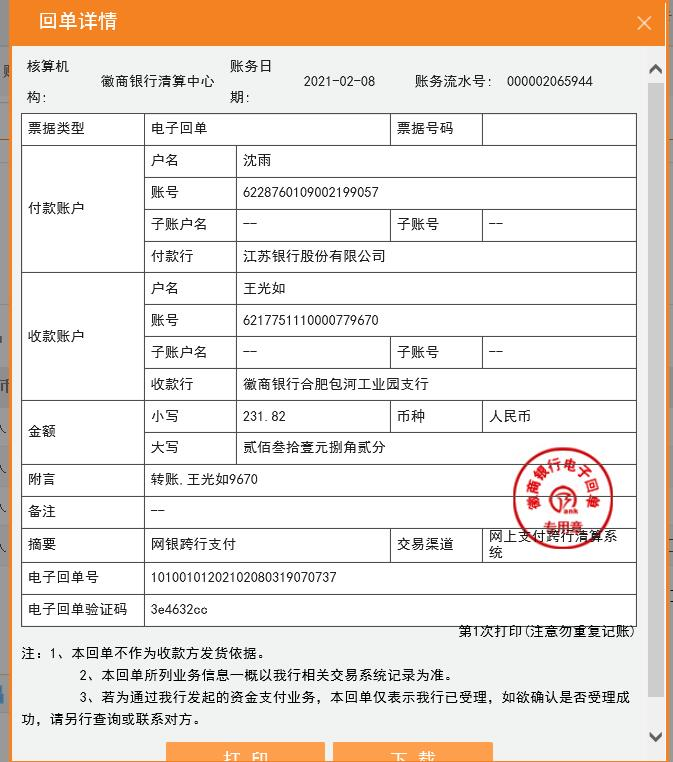 回单详情
核算机构： 徽商银行清算中心 账务日期： 2021-02-08 账务流水号： 000002065944
票据类型 电子回单 票据号码
付款账户
户名 沈雨
账号 6228760109002199057
子账户名 -- 子账号 --
付款行 江苏银行股份有限公司
收款账户
户名 王光如
账号 6217751110000779670
子账户名 -- 子账号 --
收款行 徽商银行合肥包河工业园支行
金额
小写 231.82 币种 人民币
大写 贰佰叁拾壹元捌角贰分
附言 转账,王光如9670
备注 --
摘要 网银跨行支付 交易渠道 网上支付跨行清算系统
徽商银行电子回单
Bank
专用章
电子回单号 10100101202102080319070737
电子回单验证码 3e4632cc
第1次打印(注意勿重复记账)
注：1、本回单不作为收款方发货依据。
2、本回单所列业务信息一概以我行相关交易系统记录为准。
3、若为通过我行发起的资金支付业务，本回单仅表示我行已受理，如欲确认是否受理成
功，请另行查询或联系对方。
打 印 下 载